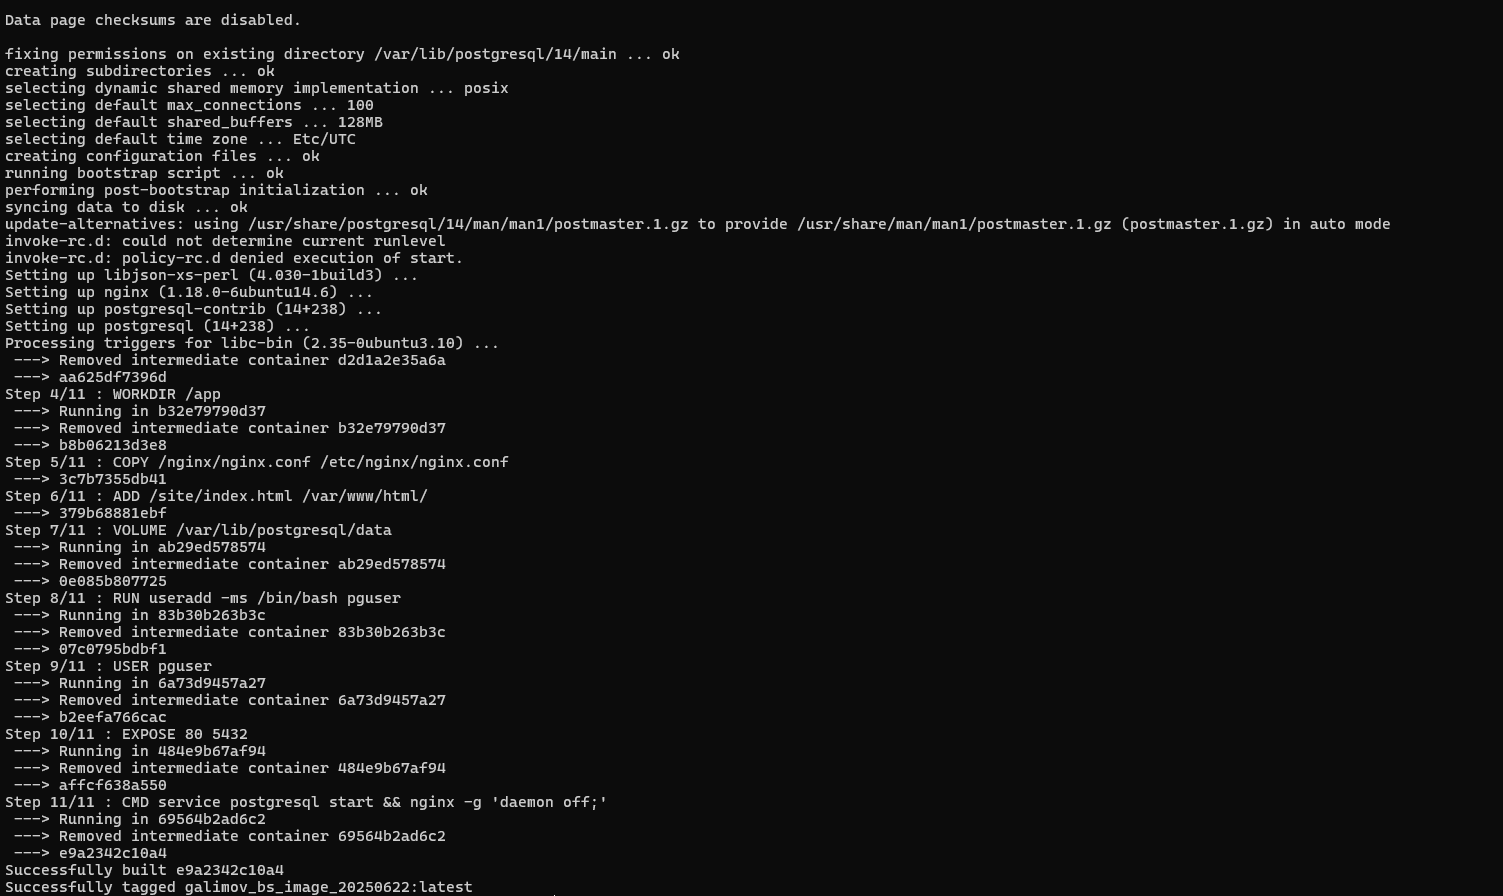 Data page checksums are disabled.
fixing permissions on existing directory /var/lib/postgresql/14/main ... ok
creating subdirectories ... ok
selecting dynamic shared memory implementation ... posix
selecting default max_connections ... 100
selecting default shared_buffers ... 128MB
selecting default time zone ... Etc/UTC
creating configuration files ... ok
running bootstrap script ... ok
performing post-bootstrap initialization ... ok
syncing data to disk ... ok
update-alternatives: using /usr/share/postgresql/14/man/man1/postmaster.1.gz to provide /usr/share/man/man1/postmaster.1.gz (postmaster.1.gz) in auto mode
invoke-rc.d: could not determine current runlevel
invoke-rc.d: policy-rc.d denied execution of start.
Setting up libjson-xs-perl (4.030-1build3) ...
Setting up nginx (1.18.0-6ubuntu14.6) ...
Setting up postgresql-contrib (14+238) ...
Setting up postgresql (14+238) ...
Processing triggers for libc-bin (2.35-0ubuntu3.10) ...
 ---> Removed intermediate container d2d1a2e35a6a
 ---> aa625df7396d
Step 4/11 : WORKDIR /app
 ---> Running in b32e79790d37
 ---> Removed intermediate container b32e79790d37
 ---> b8b06213d3e8
Step 5/11 : COPY /nginx/nginx.conf /etc/nginx/nginx.conf
 ---> 3c7b7355db41
Step 6/11 : ADD /site/index.html /var/www/html/
 ---> 379b68881ebf
Step 7/11 : VOLUME /var/lib/postgresql/data
 ---> Running in ab29ed578574
 ---> Removed intermediate container ab29ed578574
 ---> 0e085b807725
Step 8/11 : RUN useradd -ms /bin/bash pguser
 ---> Running in 83b30b263b3c
 ---> Removed intermediate container 83b30b263b3c
 ---> 07c0795bdbf1
Step 9/11 : USER pguser
 ---> Running in 6a73d9457a27
 ---> Removed intermediate container 6a73d9457a27
 ---> b2eefa766cac
Step 10/11 : EXPOSE 80 5432
 ---> Running in 484e9b67af94
 ---> Removed intermediate container 484e9b67af94
 ---> affcf638a550
Step 11/11 : CMD service postgresql start && nginx -g 'daemon off;'
 ---> Running in 69564b2ad6c2
 ---> Removed intermediate container 69564b2ad6c2
 ---> e9a2342c10a4
Successfully built e9a2342c10a4
Successfully tagged galimov_bs_image_20250622:latest